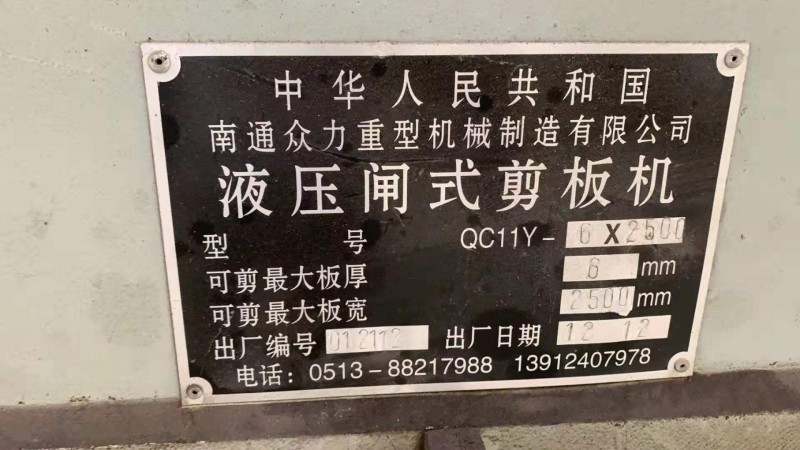 中华人民共和国
南通众力重型机械制造有限公司
液压闸式剪板机
型 号 QC11Y-6X2500
可剪最大板厚 6 mm
可剪最大板宽 2500 mm
出厂编号 012112 出厂日期 12 12
电话：0513-88217988 13912407978